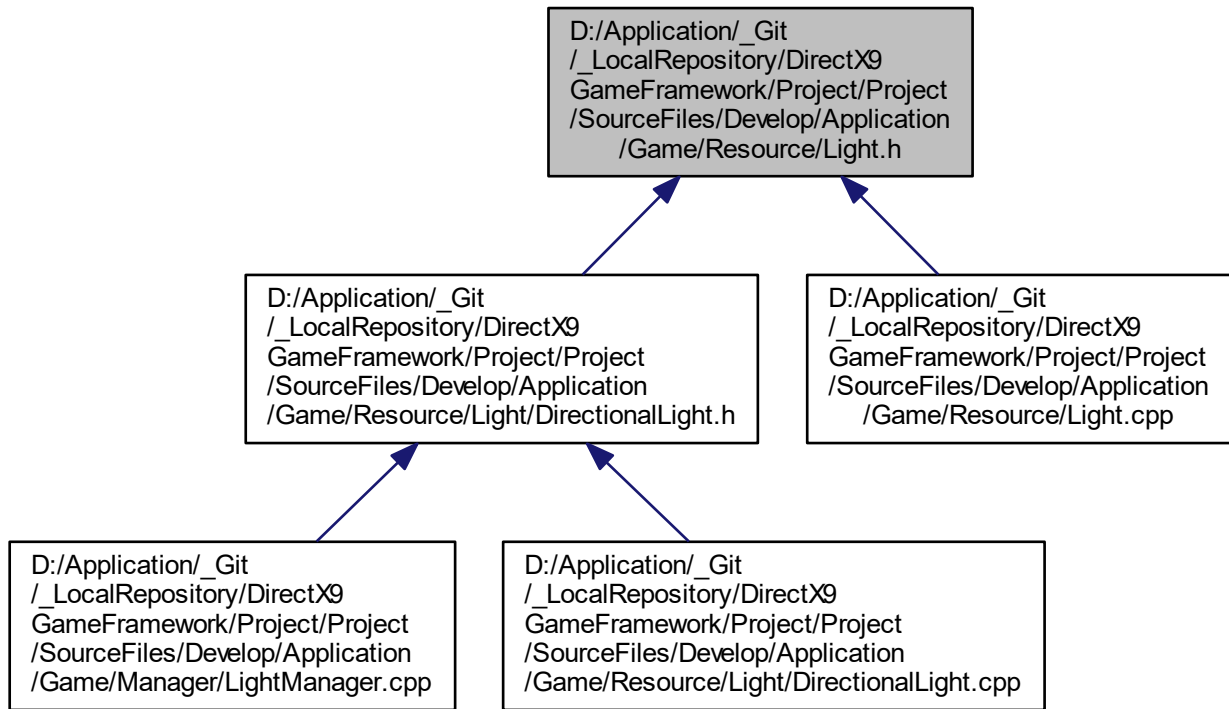 D:/Application/_Git
/_LocalRepository/DirectX9
GameFramework/Project/Project
/SourceFiles/Develop/Application
/Game/Resource/Light.h
D:/Application/_Git
/_LocalRepository/DirectX9
GameFramework/Project/Project
/SourceFiles/Develop/Application
/Game/Resource/Light/DirectionalLight.h
D:/Application/_Git
/_LocalRepository/DirectX9
GameFramework/Project/Project
/SourceFiles/Develop/Application
/Game/Resource/Light.cpp
D:/Application/_Git
/_LocalRepository/DirectX9
GameFramework/Project/Project
/SourceFiles/Develop/Application
/Game/Manager/LightManager.cpp
D:/Application/_Git
/_LocalRepository/DirectX9
GameFramework/Project/Project
/SourceFiles/Develop/Application
/Game/Resource/Light/DirectionalLight.cpp